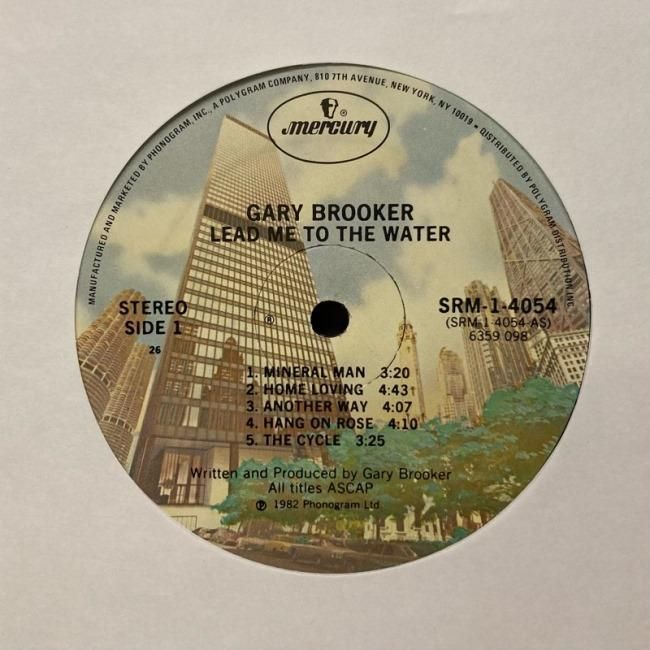 MANUFACTURED AND MARKETED BY PHONOGRAM, INC., A POLYGRAM COMPANY, 810 7TH AVENUE, NEW YORK, NY 10019 • DISTRIBUTED BY POLYGRAM DISTRIBUTION INC
mercury ®
GARY BROOKER
LEAD ME TO THE WATER
STEREO
SIDE 1
26
®
SRM-1-4054
(SRM-1-4054-AS)
6359 098
1. MINERAL MAN 3:20
2. HOME LOVING 4:43
3. ANOTHER WAY 4:07
4. HANG ON ROSE 4:10
5. THE CYCLE 3:25
Written and Produced by Gary Brooker
All titles ASCAP
℗ 1982 Phonogram Ltd